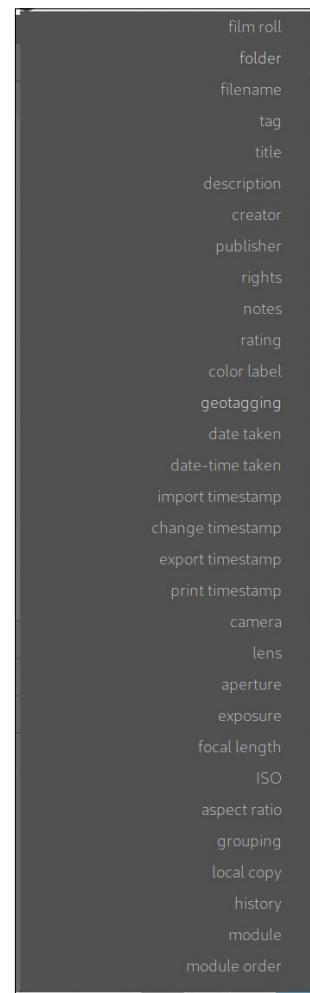 film roll
folder
filename
tag
title
description
creator
publisher
rights
notes
rating
color label
geotagging
date taken
date-time taken
import timestamp
change timestamp
export timestamp
print timestamp
camera
lens
aperture
exposure
focal length
ISO
aspect ratio
grouping
local copy
history
module
module order